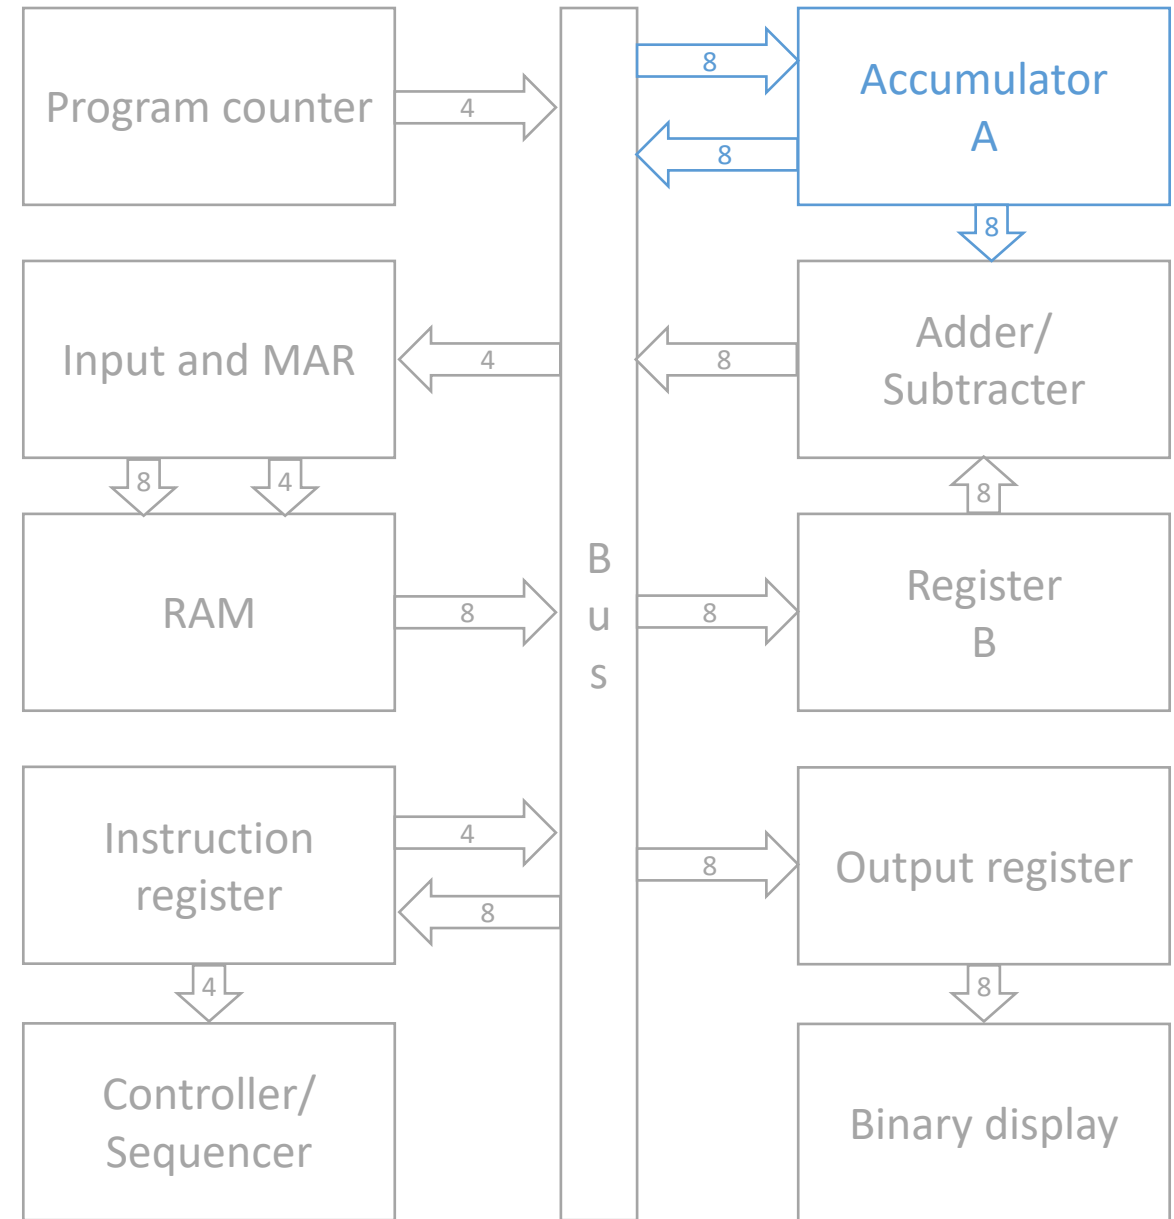 Program counter
4
8
Accumulator
A
8
8
Input and MAR
4
8
Adder/
Subtracter
8
4
8
RAM
8
B
u
s
8
Register
B
Instruction
register
4
8
8
Output register
4
8
Controller/
Sequencer
Binary display